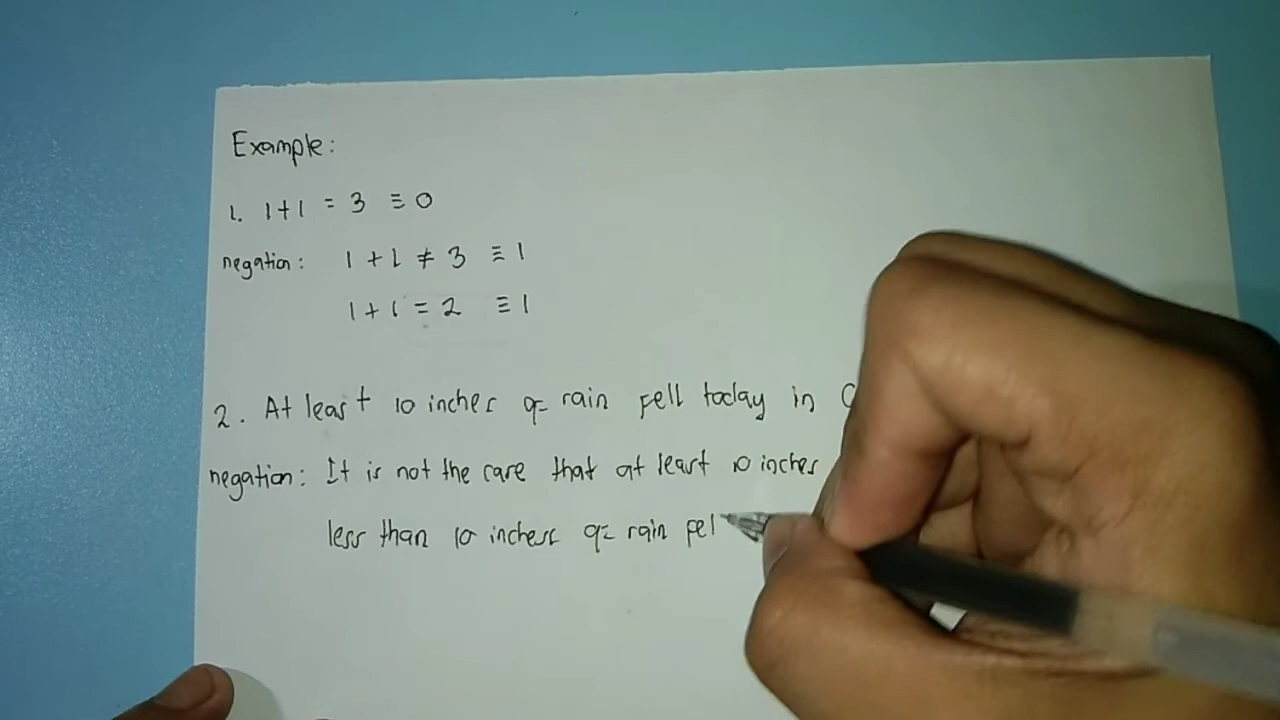 Example:
1. 1+1 = 3 ≡ 0
negation: 1 + 1 ≠ 3 ≡ 1
1 + 1 = 2 ≡ 1
2. At least 10 inches of rain fell today in
negation: It is not the case that at least 10 inches
less than 10 inches of rain fel